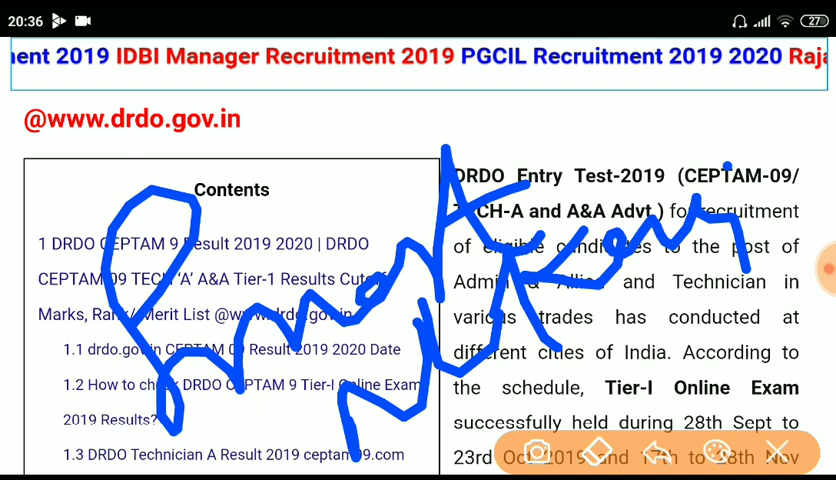 20:36
27
ment 2019 IDBI Manager Recruitment 2019 PGCIL Recruitment 2019 2020 Raja
@www.drdo.gov.in
Contents
1 DRDO CEPTAM 9 Result 2019 2020 | DRDO
CEPTAM 09 TECH ‘A’ A&A Tier-1 Results Cutoff
Marks, Rank/ Merit List @www.drdo.gov.in
1.1 drdo.gov.in CEPTAM 09 Result 2019 2020 Date
1.2 How to check DRDO CEPTAM 9 Tier-I Online Exam
2019 Results?
1.3 DRDO Technician A Result 2019 ceptam09.com
DRDO Entry Test-2019 (CEPTAM-09/
TECH-A and A&A Advt.) for recruitment
of eligible candidates to the post of
Admin & Allied and Technician in
various trades has conducted at
different cities of India. According to
the schedule, Tier-I Online Exam
successfully held during 28th Sept to
23rd Oct 2019 and 17th to 28th Nov